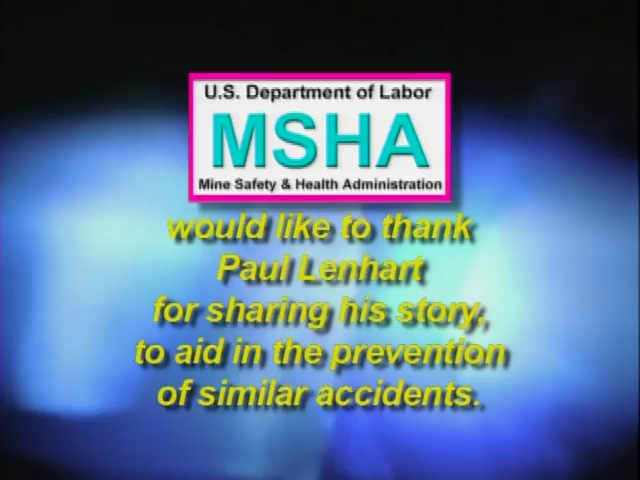 U.S. Department of Labor
MSHA
Mine Safety & Health Administration
would like to thank
Paul Lenhart
for sharing his story,
to aid in the prevention
of similar accidents.